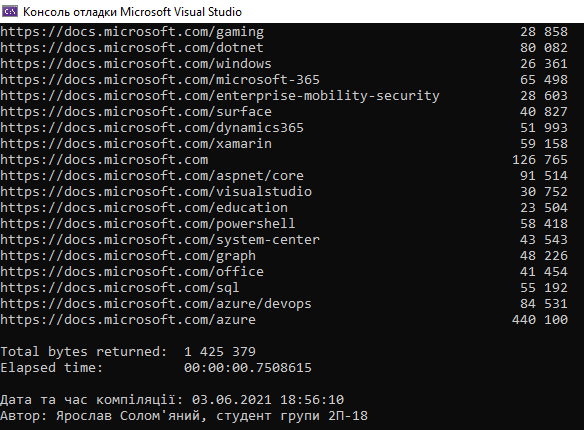 Консоль отладки Microsoft Visual Studio
https://docs.microsoft.com/gaming 28 858
https://docs.microsoft.com/dotnet 80 082
https://docs.microsoft.com/windows 26 361
https://docs.microsoft.com/microsoft-365 65 498
https://docs.microsoft.com/enterprise-mobility-security 28 603
https://docs.microsoft.com/surface 40 827
https://docs.microsoft.com/dynamics365 51 993
https://docs.microsoft.com/xamarin 59 158
https://docs.microsoft.com 126 765
https://docs.microsoft.com/aspnet/core 91 514
https://docs.microsoft.com/visualstudio 30 752
https://docs.microsoft.com/education 23 504
https://docs.microsoft.com/powershell 58 418
https://docs.microsoft.com/system-center 43 543
https://docs.microsoft.com/graph 48 226
https://docs.microsoft.com/office 41 454
https://docs.microsoft.com/sql 55 192
https://docs.microsoft.com/azure/devops 84 531
https://docs.microsoft.com/azure 440 100
Total bytes returned: 1 425 379
Elapsed time: 00:00:00.7508615
Дата та час компіляції: 03.06.2021 18:56:10
Автор: Ярослав Солом'яний, студент групи 2П-18